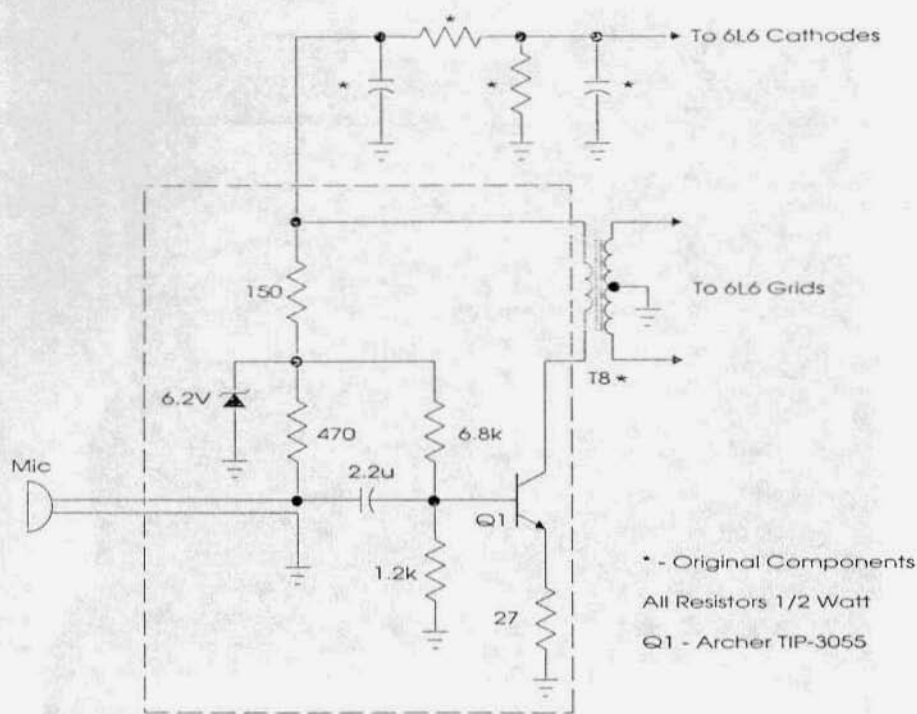 *
To 6L6 Cathodes
*
*
*
150
To 6L6 Grids
T8 *
6.2V
470
6.8k
Mic
2.2u
Q1
1.2k
27
* - Original Components
All Resistors 1/2 Watt
Q1 - Archer TIP-3055